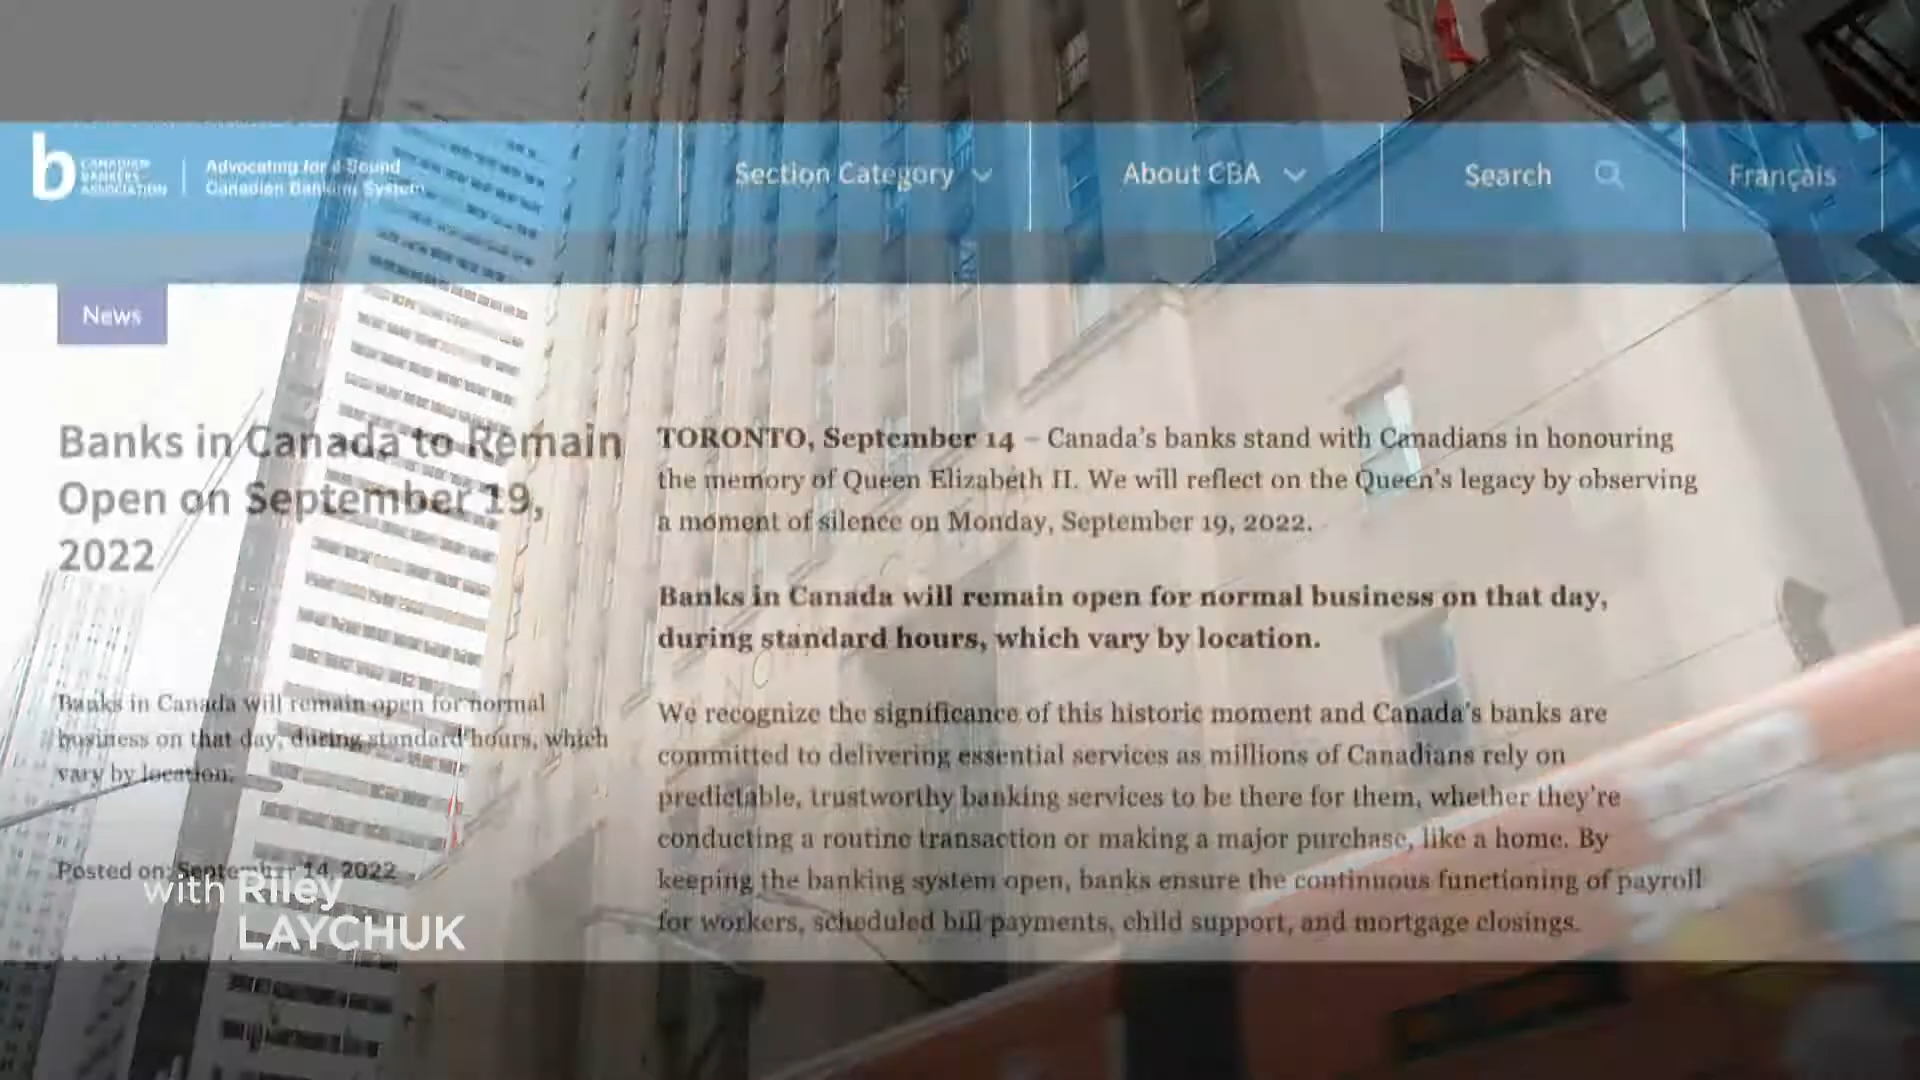 b CANADIAN BANKERS ASSOCIATION
Advocating for a Sound
Canadian Banking System
Section Category
About CBA
Search
Français
News
Banks in Canada to Remain
Open on September 19,
2022
Banks in Canada will remain open for normal
business on that day, during standard hours, which
vary by location.
Posted on: September 14, 2022
TORONTO, September 14 – Canada's banks stand with Canadians in honouring
the memory of Queen Elizabeth II. We will reflect on the Queen's legacy by observing
a moment of silence on Monday, September 19, 2022.
Banks in Canada will remain open for normal business on that day,
during standard hours, which vary by location.
We recognize the significance of this historic moment and Canada's banks are
committed to delivering essential services as millions of Canadians rely on
predictable, trustworthy banking services to be there for them, whether they're
conducting a routine transaction or making a major purchase, like a home. By
keeping the banking system open, banks ensure the continuous functioning of payroll
for workers, scheduled bill payments, child support, and mortgage closings.
with Riley
LAYCHUK